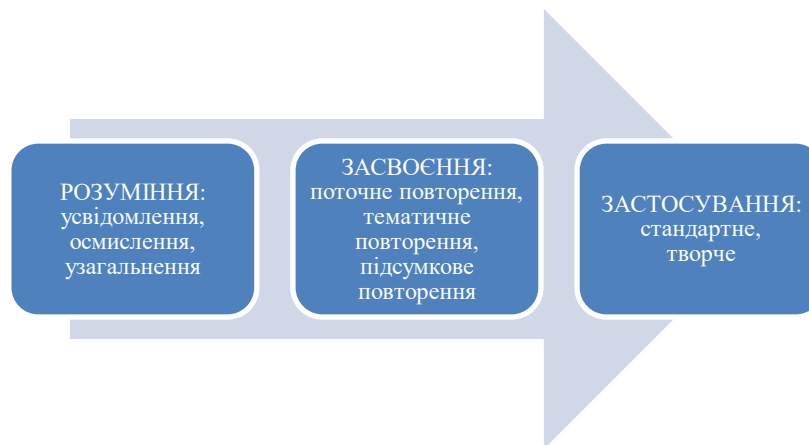 РОЗУМІННЯ:
усвідомлення,
осмислення,
узагальнення
ЗАСВОЄННЯ:
поточне повторення,
тематичне
повторення,
підсумкове
повторення
ЗАСТОСУВАННЯ:
стандартне,
творче